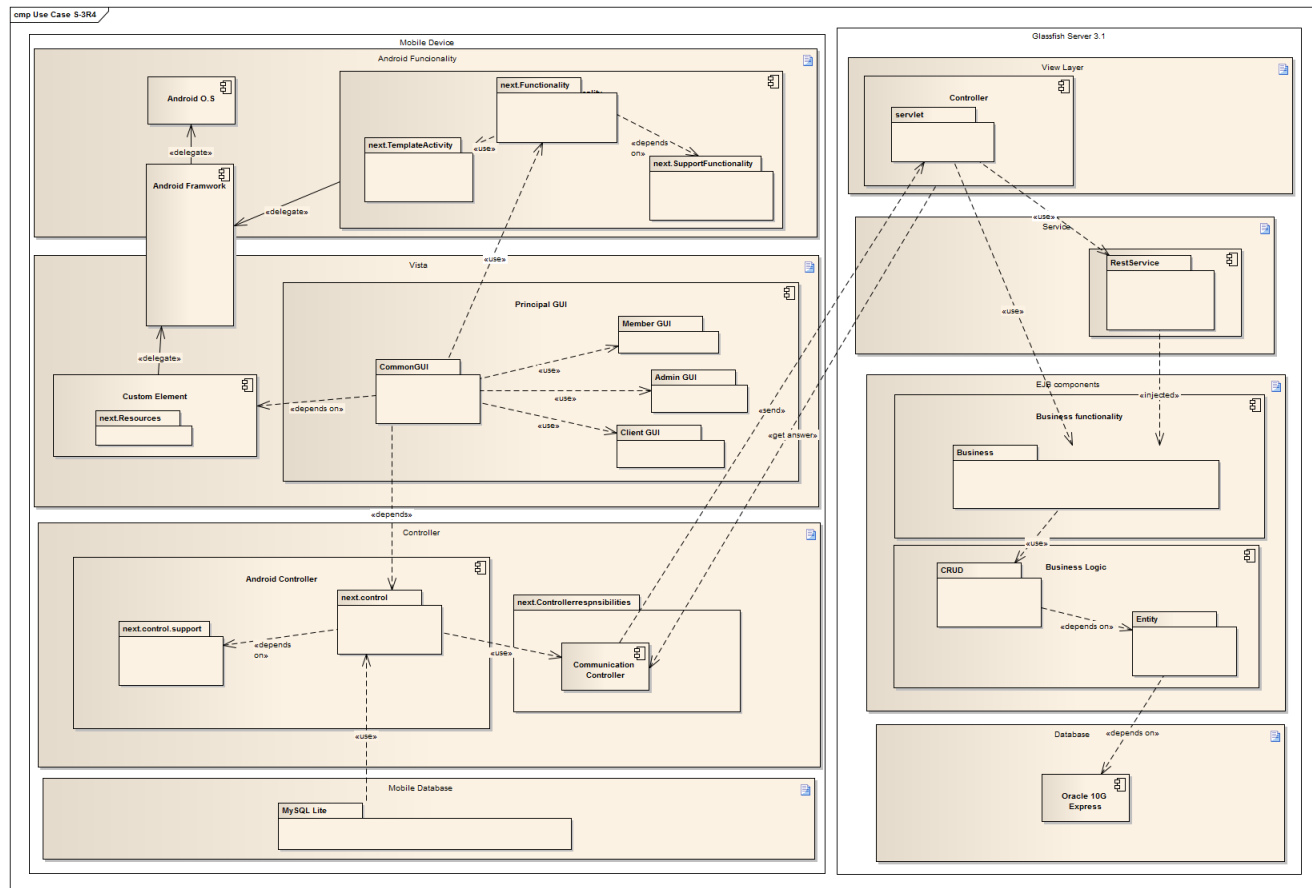 cmp Use Case S-3R4
Mobile Device
Android Funcionality
Android O.S
«delegate»
Android Framwork
«delegate»
next.Functionality
next.TemplateActivity
«use»
«depends
on»
next.SupportFunctionality
Vista
«use»
Principal GUI
Member GUI
CommonGUI
«use»
Admin GUI
«use»
Client GUI
«use»
«delegate»
Custom Element
next.Resources
«depends on»
«depends»
Controller
Android Controller
next.control
next.control.support
«depends
on»
next.Controllerrespnsibilities
«use»
Communication
Controller
«use»
Mobile Database
MySQL Lite
«send»
«get answer»
Glassfish Server 3.1
View Layer
Controller
servlet
«use»
Service
RestService
«use»
EJB components
«injected»
Business functionality
Business
«use»
Business Logic
CRUD
«depends on»
Entity
Database
«depends on»
Oracle 10G
Express